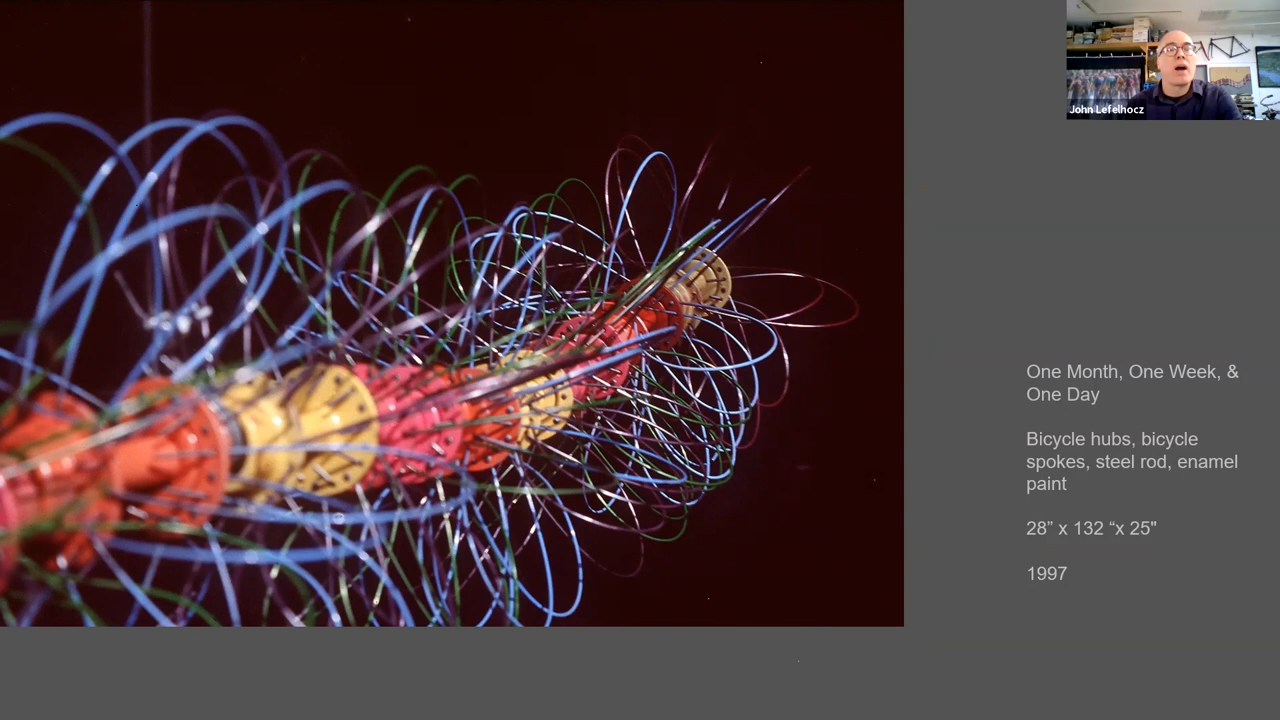 John Lefelhocz
One Month, One Week, &
One Day
Bicycle hubs, bicycle
spokes, steel rod, enamel
paint
28” x 132 “x 25"
1997